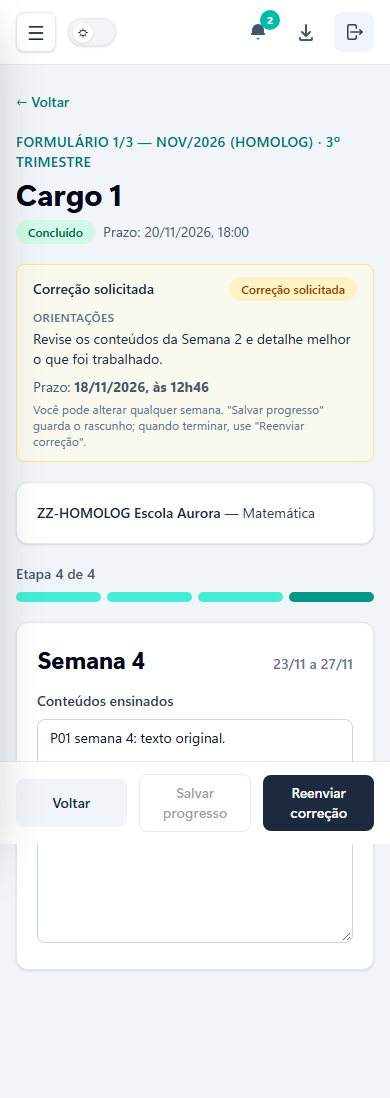 2
← Voltar
FORMULÁRIO 1/3 — NOV/2026 (HOMOLOG) · 3º
TRIMESTRE
Cargo 1
Concluído Prazo: 20/11/2026, 18:00
Correção solicitada Correção solicitada
ORIENTAÇÕES
Revise os conteúdos da Semana 2 e detalhe melhor
o que foi trabalhado.
Prazo: 18/11/2026, às 12h46
Você pode alterar qualquer semana. "Salvar progresso"
guarda o rascunho; quando terminar, use "Reenviar
correção".
ZZ-HOMOLOG Escola Aurora — Matemática
Etapa 4 de 4
Semana 4 23/11 a 27/11
Conteúdos ensinados
P01 semana 4: texto original.
Voltar
Salvar
progresso
Reenviar
correção